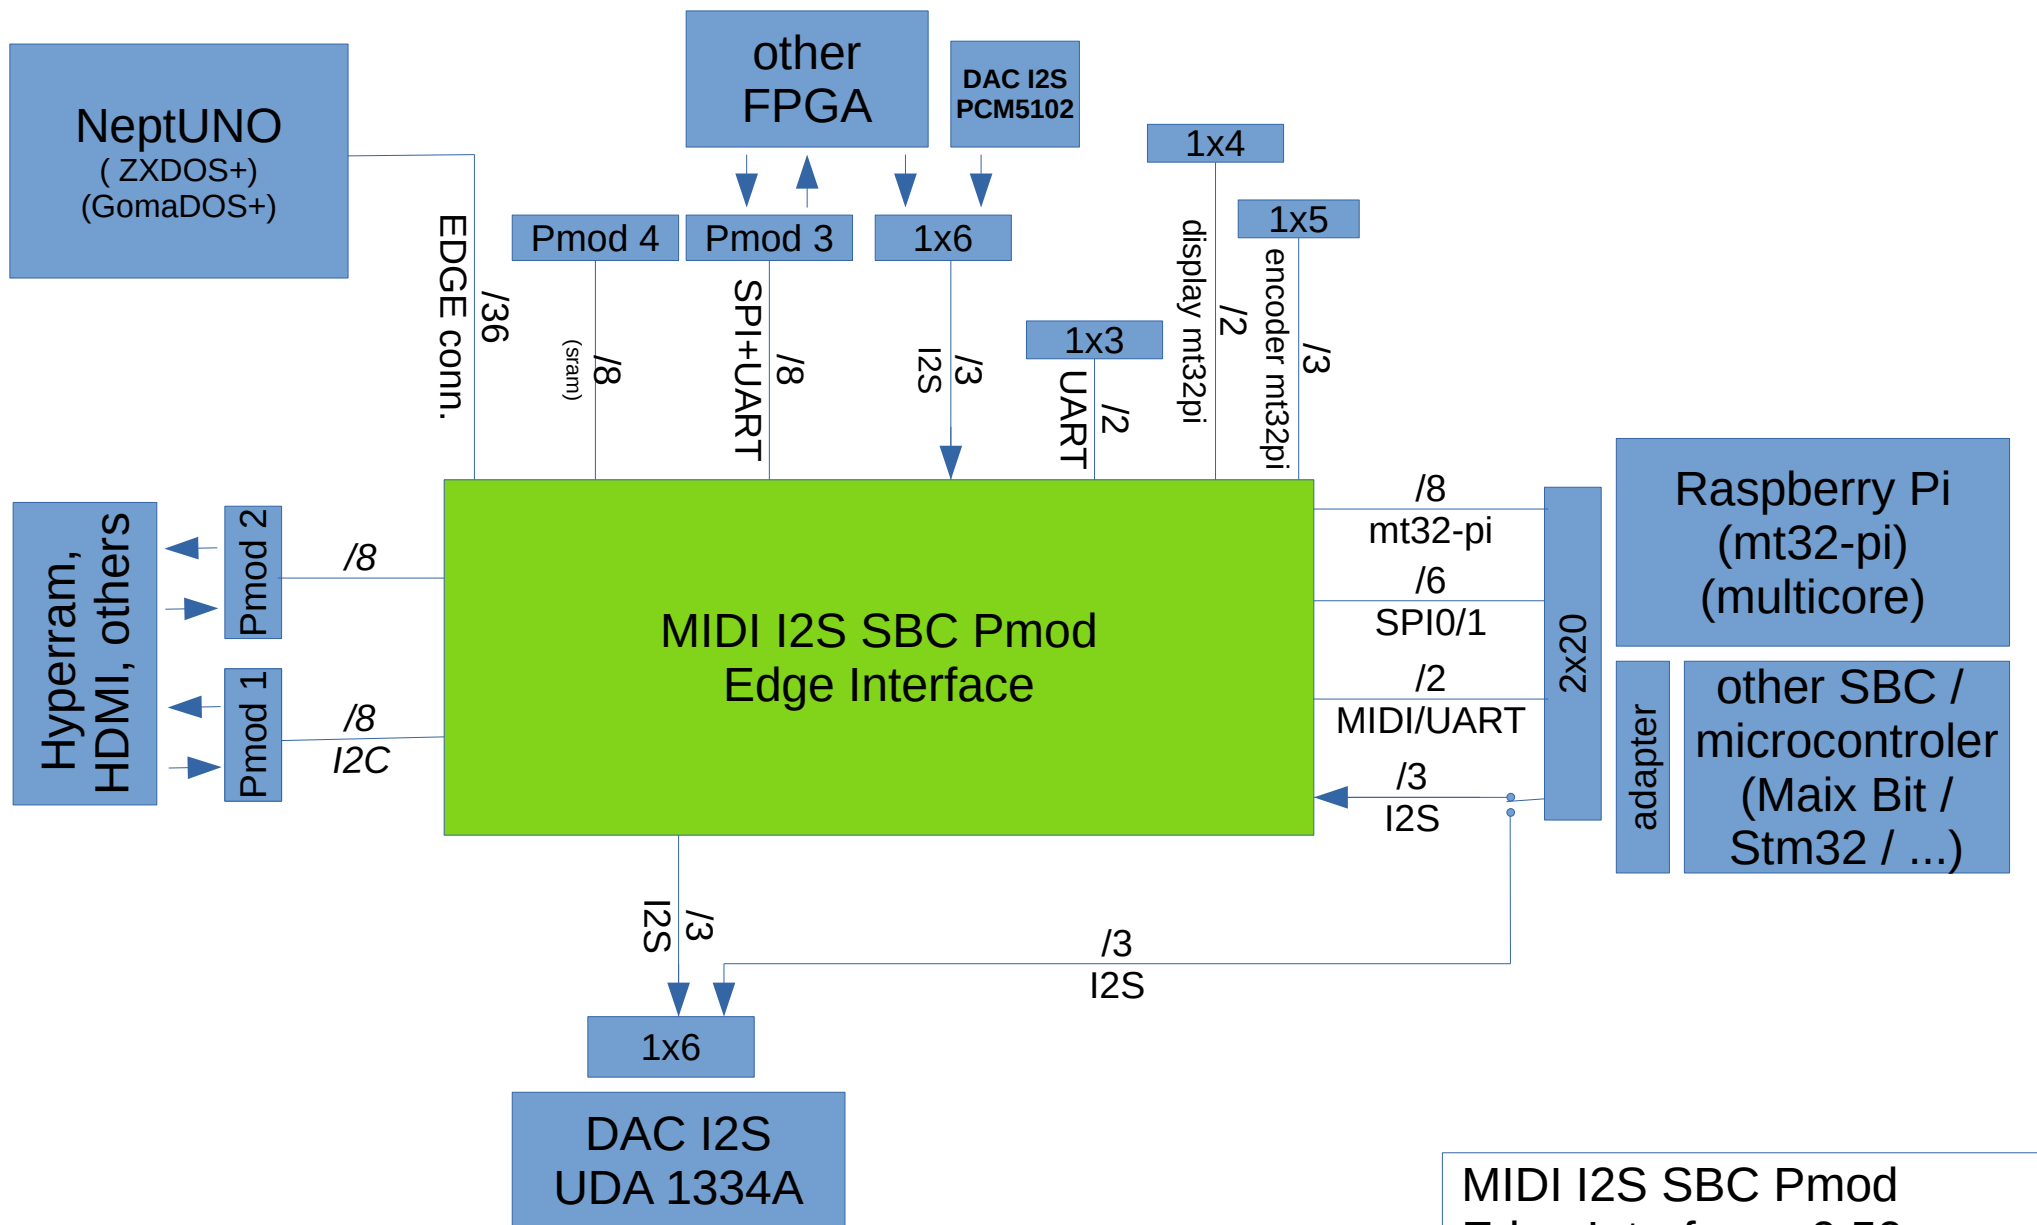 NeptUNO
( ZXDOS+)
(GomaDOS+)
other
FPGA
DAC I2S
PCM5102
1x4
1x5
Pmod 4
Pmod 3
1x6
1x3
EDGE conn.
/36
(sram)
/8
SPI+UART
/8
I2S
/3
UART
/2
display mt32pi
/2
encoder mt32pi
/3
Hyperram,
HDMI, others
Pmod 2
/8
Pmod 1
/8
I2C
MIDI I2S SBC Pmod
Edge Interface
/8
mt32-pi
/6
SPI0/1
/2
MIDI/UART
/3
I2S
2x20
Raspberry Pi
(mt32-pi)
(multicore)
adapter
other SBC /
microcontroler
(Maix Bit /
Stm32 / ...)
I2S
/3
/3
I2S
1x6
DAC I2S
UDA 1334A
MIDI I2S SBC Pmod